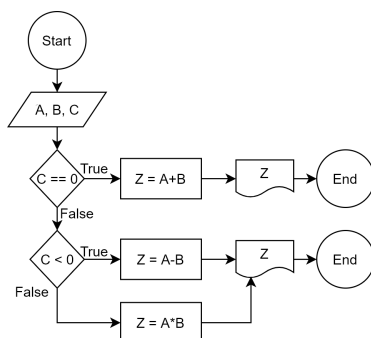 Start
A, B, C
C == 0
True
Z = A+B
Z
End
False
C < 0
True
Z = A-B
Z
End
False
Z = A*B